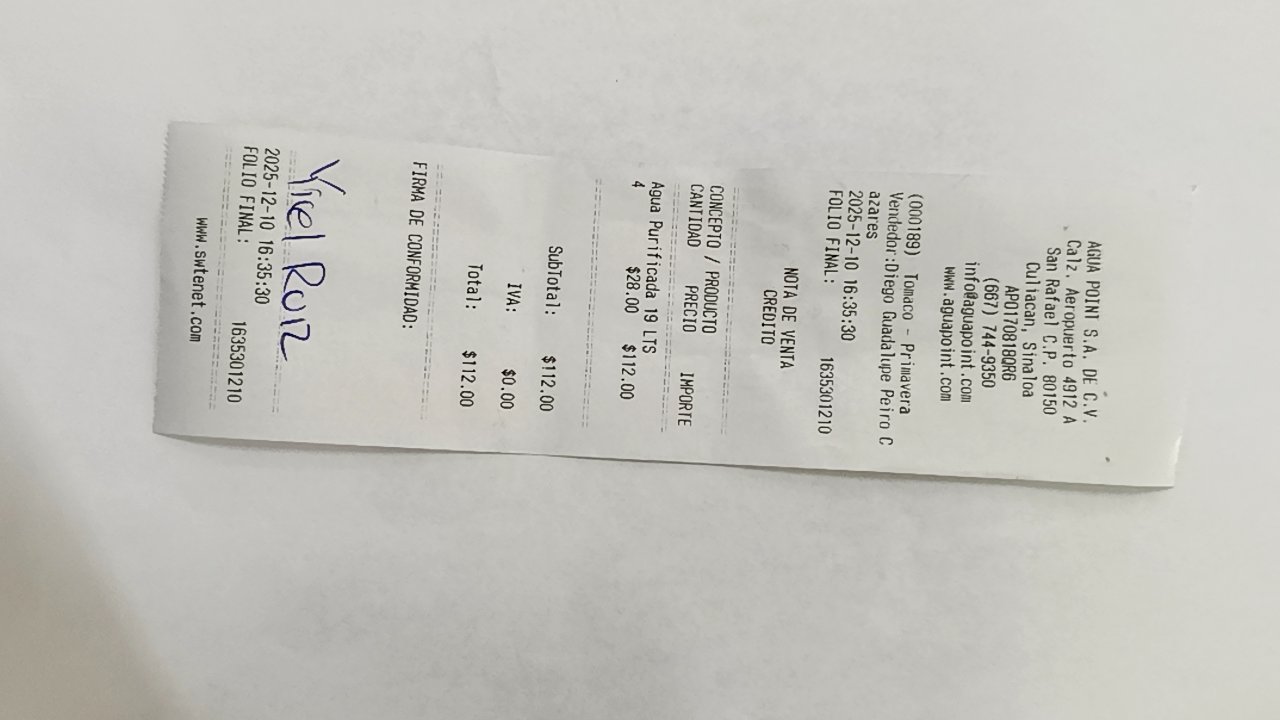 AGUA POINT S.A. DE C.V.
Calz. Aeropuerto 4912 A
San Rafael C.P. 80150
Culiacan, Sinaloa
APO170818QR6
(667) 744-9350
info@aguapoint.com
www.aguapoint.com
(000189) Tomaco - Primavera
Vendedor:Diego Guadalupe Peiro C
azares
2025-12-10 16:35:30
FOLIO FINAL: 1635301210
NOTA DE VENTA
CREDITO
CONCEPTO / PRODUCTO
CANTIDAD PRECIO IMPORTE
Agua Purificada 19 LTS
4 $28.00 $112.00
SubTotal: $112.00
IVA: $0.00
Total: $112.00
FIRMA DE CONFORMIDAD:
Yriel Ruiz
2025-12-10 16:35:30
FOLIO FINAL: 1635301210
www.swtenet.com